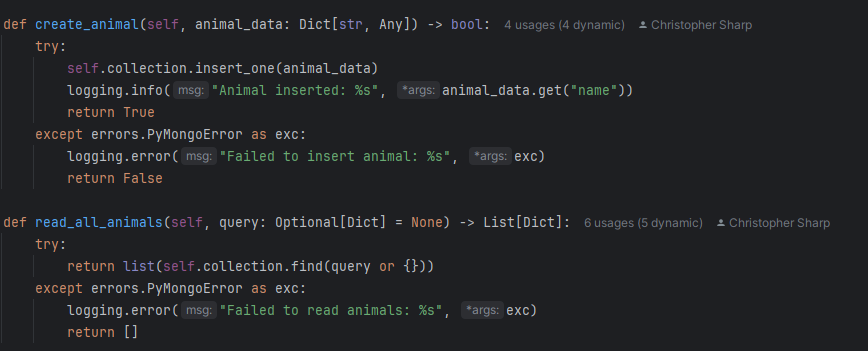 def create_animal(self, animal_data: Dict[str, Any]) -> bool: 4 usages (4 dynamic) Christopher Sharp
    try:
        self.collection.insert_one(animal_data)
        logging.info( msg: "Animal inserted: %s", *args: animal_data.get("name"))
        return True
    except errors.PyMongoError as exc:
        logging.error( msg: "Failed to insert animal: %s", *args: exc)
        return False
def read_all_animals(self, query: Optional[Dict] = None) -> List[Dict]: 6 usages (5 dynamic) Christopher Sharp
    try:
        return list(self.collection.find(query or {}))
    except errors.PyMongoError as exc:
        logging.error( msg: "Failed to read animals: %s", *args: exc)
        return []